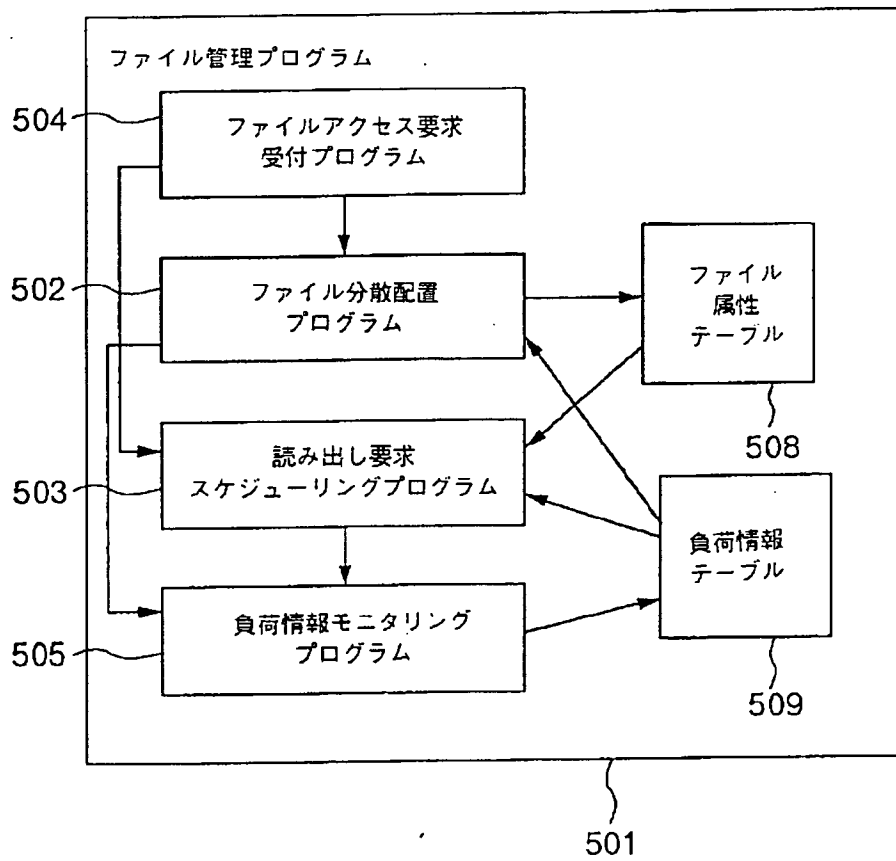 ファイル管理プログラム
504
ファイルアクセス要求
受付プログラム
502
ファイル分散配置
プログラム
ファイル
属性
テーブル
508
503
読み出し要求
スケジューリングプログラム
負荷情報
テーブル
509
505
負荷情報モニタリング
プログラム
501